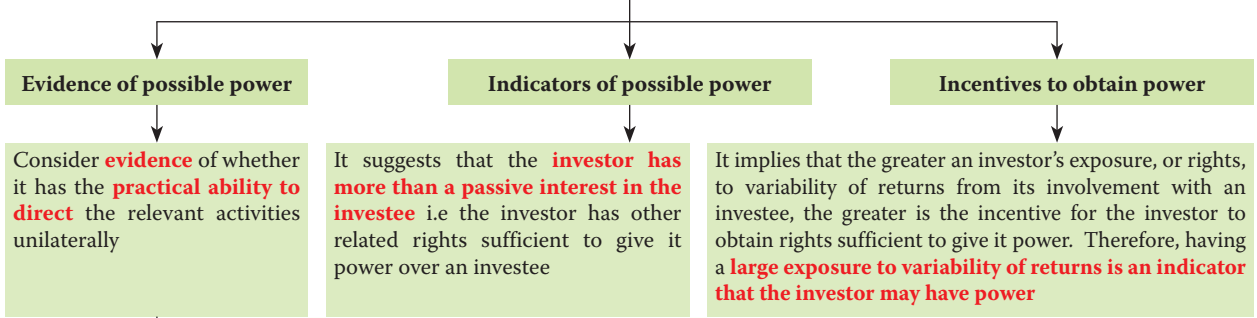 Evidence of possible power
Indicators of possible power
Incentives to obtain power
Consider evidence of whether
it has the practical ability to
direct the relevant activities
unilaterally
It suggests that the investor has
more than a passive interest in the
investee i.e the investor has other
related rights sufficient to give it
power over an investee
It implies that the greater an investor’s exposure, or rights,
to variability of returns from its involvement with an
investee, the greater is the incentive for the investor to
obtain rights sufficient to give it power. Therefore, having
a large exposure to variability of returns is an indicator
that the investor may have power